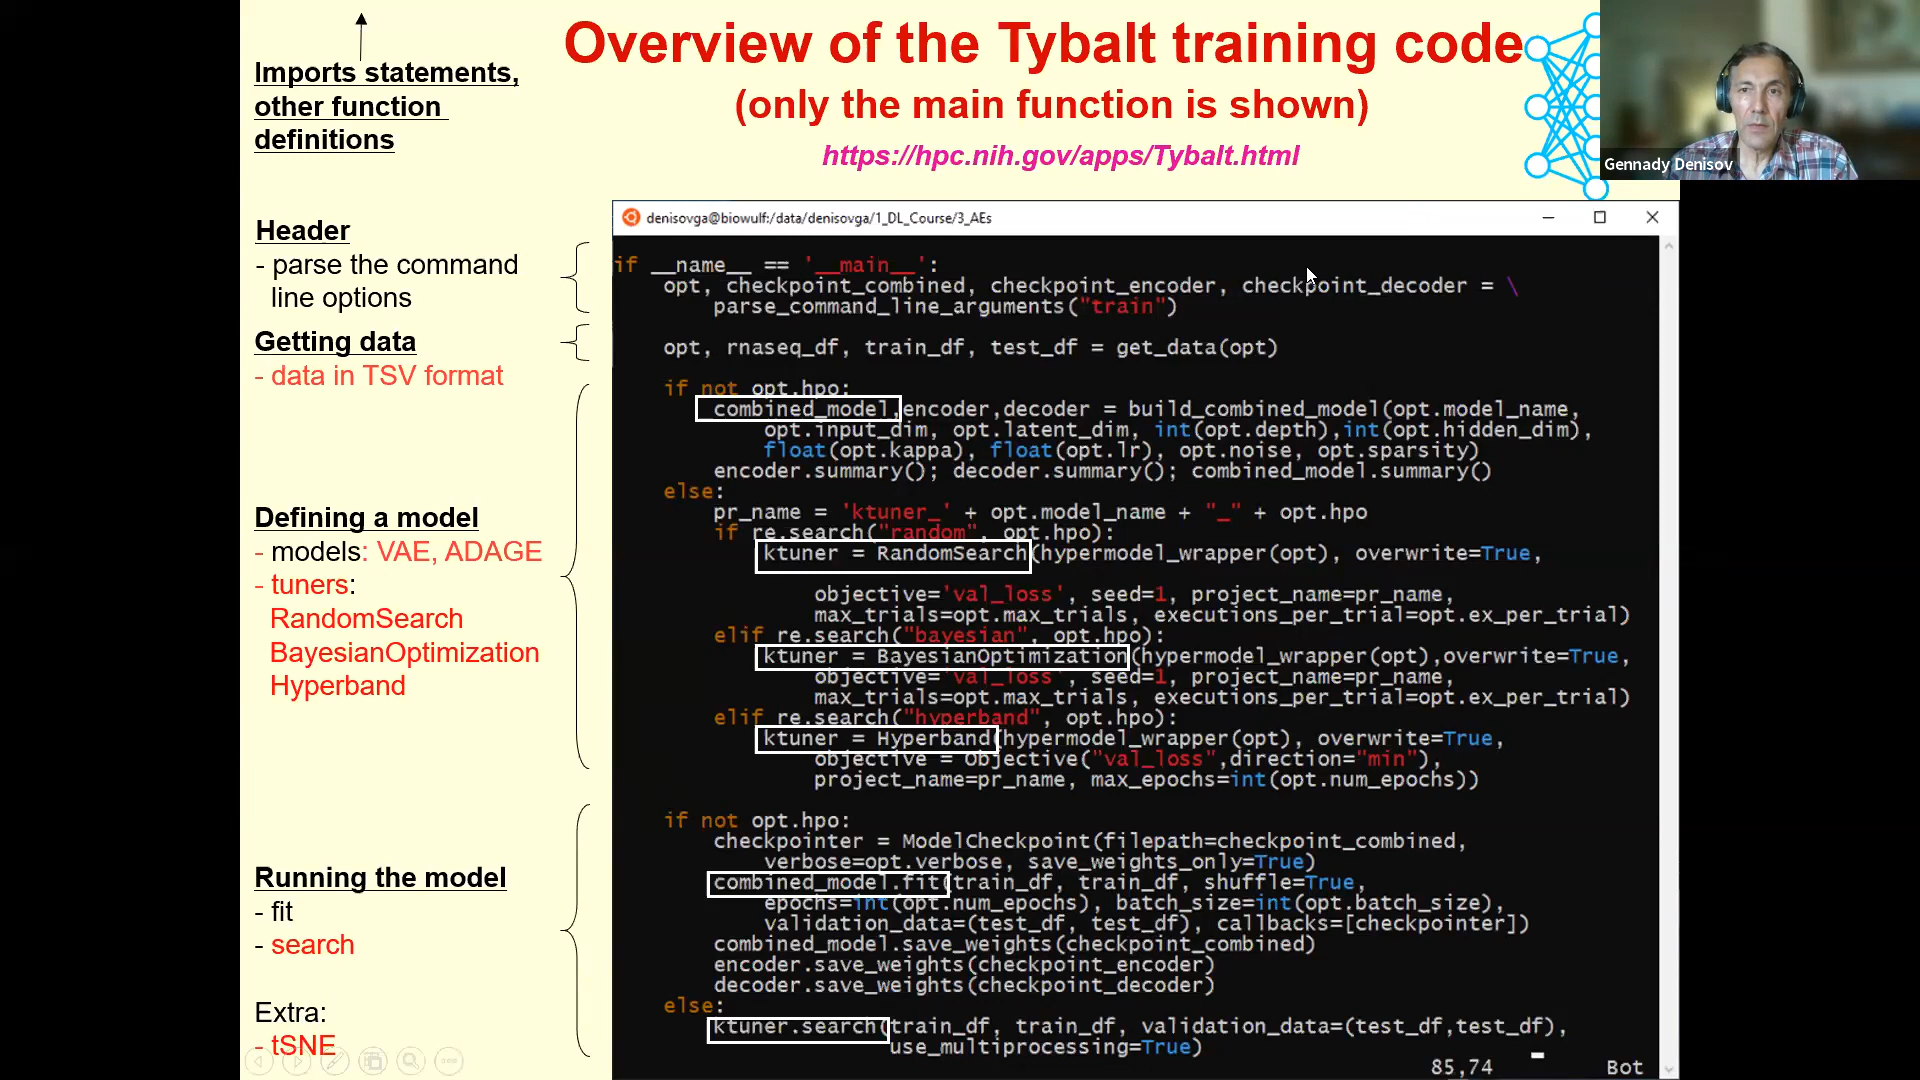 Overview of the Tybalt training code
(only the main function is shown)
https://hpc.nih.gov/apps/Tybalt.html
Gennady Denisov
Imports statements,
other function
definitions
Header
- parse the command
line options
Getting data
- data in TSV format
Defining a model
- models: VAE, ADAGE
- tuners:
RandomSearch
BayesianOptimization
Hyperband
Running the model
- fit
- search
Extra:
- tSNE
denisovga@biowulf:/data/denisovga/1_DL_Course/3_AEs
if __name__ == '__main__':
opt, checkpoint_combined, checkpoint_encoder, checkpoint_decoder = \
parse_command_line_arguments("train")
opt, rnaseq_df, train_df, test_df = get_data(opt)
if not opt.hpo:
combined_model,encoder,decoder = build_combined_model(opt.model_name,
opt.input_dim, opt.latent_dim, int(opt.depth),int(opt.hidden_dim),
float(opt.kappa), float(opt.lr), opt.noise, opt.sparsity)
encoder.summary(); decoder.summary(); combined_model.summary()
else:
pr_name = 'ktuner_' + opt.model_name + "_" + opt.hpo
if re.search("random", opt.hpo):
ktuner = RandomSearch(hypermodel_wrapper(opt), overwrite=True,
objective='val_loss', seed=1, project_name=pr_name,
max_trials=opt.max_trials, executions_per_trial=opt.ex_per_trial)
elif re.search("bayesian", opt.hpo):
ktuner = BayesianOptimization(hypermodel_wrapper(opt),overwrite=True,
objective='val_loss', seed=1, project_name=pr_name,
max_trials=opt.max_trials, executions_per_trial=opt.ex_per_trial)
elif re.search("hyperband", opt.hpo):
ktuner = Hyperband(hypermodel_wrapper(opt), overwrite=True,
objective = Objective("val_loss",direction="min"),
project_name=pr_name, max_epochs=int(opt.num_epochs))
if not opt.hpo:
checkpointer = ModelCheckpoint(filepath=checkpoint_combined,
verbose=opt.verbose, save_weights_only=True)
combined_model.fit(train_df, train_df, shuffle=True,
epochs=int(opt.num_epochs), batch_size=int(opt.batch_size),
validation_data=(test_df, test_df), callbacks=[checkpointer])
combined_model.save_weights(checkpoint_combined)
encoder.save_weights(checkpoint_encoder)
decoder.save_weights(checkpoint_decoder)
else:
ktuner.search(train_df, train_df, validation_data=(test_df,test_df),
use_multiprocessing=True)
85,74 Bot